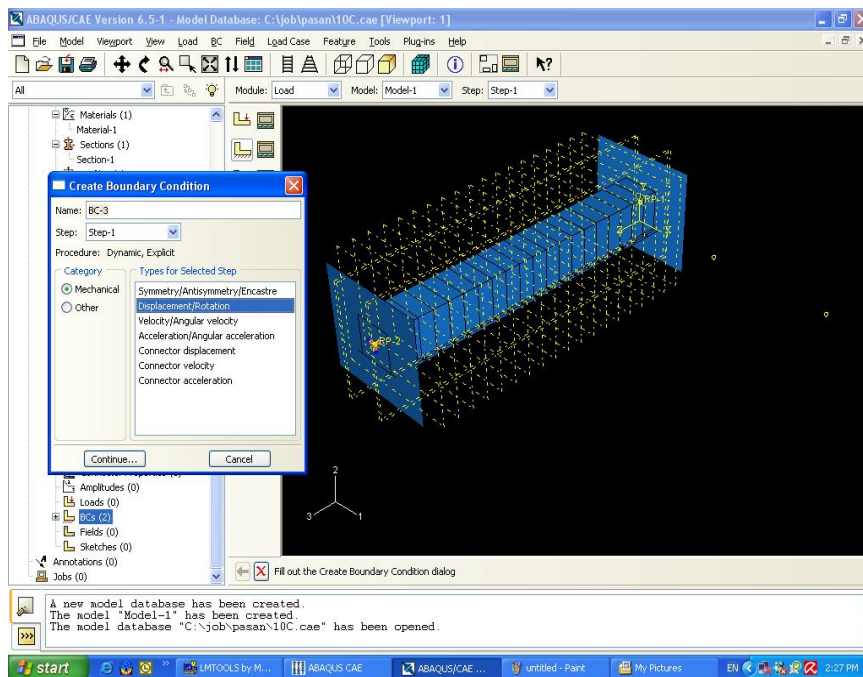 ABAQUS/CAE Version 6.5-1 - Model Database: C:\job\pasan\10C.cae [Viewport: 1]
File Model Viewport View Load BC Field Load Case Feature Tools Plug-ins Help
All Module: Load Model: Model-1 Step: Step-1
Materials (1)
Material-1
Sections (1)
Section-1
Create Boundary Condition
Name: BC-3
Step: Step-1
Procedure: Dynamic, Explicit
Category
Mechanical
Other
Types for Selected Step
Symmetry/Antisymmetry/Encastre
Displacement/Rotation
Velocity/Angular velocity
Acceleration/Angular acceleration
Connector displacement
Connector velocity
Connector acceleration
Continue... Cancel
Amplitudes (0)
Loads (0)
BCs (2)
Fields (0)
Sketches (0)
Annotations (0)
Jobs (0)
RP-1
RP-2
2
3 1
Fill out the Create Boundary Condition dialog
A new model database has been created.
The model "Model-1" has been created.
The model database "C:\job\pasan\10C.cae" has been opened.
>>>
start LMTOOLS by M... ABAQUS CAE ABAQUS/CAE ... untitled - Paint My Pictures EN 2:27 PM